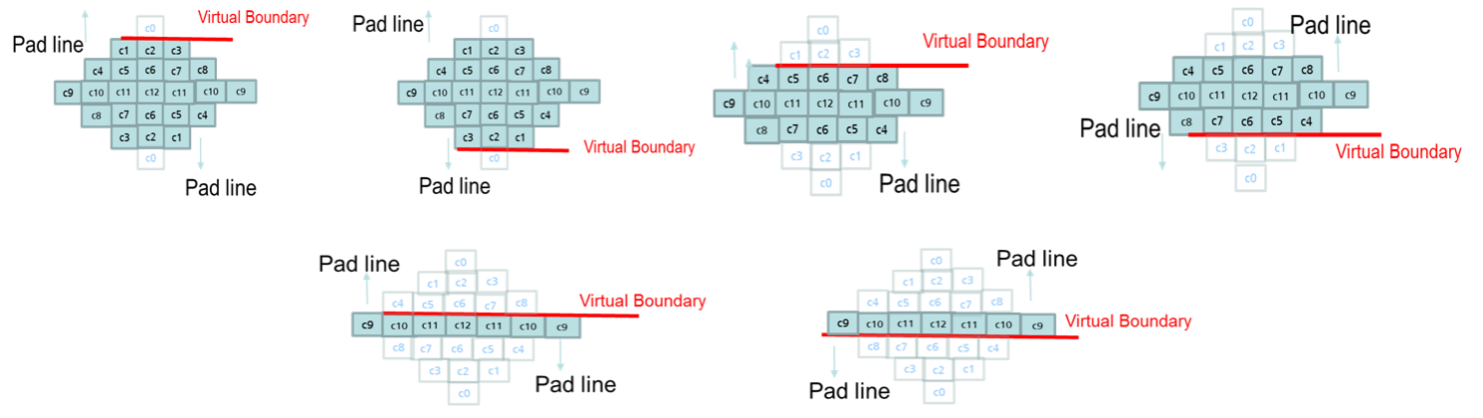 c0
Virtual Boundary
Pad line
c1 c2 c3
c4 c5 c6 c7 c8
c9 c10 c11 c12 c11 c10 c9
c8 c7 c6 c5 c4
c3 c2 c1
c0
Pad line
Pad line
c0
c1 c2 c3
c4 c5 c6 c7 c8
c9 c10 c11 c12 c11 c10 c9
c8 c7 c6 c5 c4
c3 c2 c1
Virtual Boundary
c0
Pad line
c0
Virtual Boundary
c1 c2 c3
c4 c5 c6 c7 c8
c9 c10 c11 c12 c11 c10 c9
c8 c7 c6 c5 c4
c3 c2 c1
c0
Pad line
c0
Pad line
c1 c2 c3
c4 c5 c6 c7 c8
c9 c10 c11 c12 c11 c10 c9
Pad line
c8 c7 c6 c5 c4
c3 c2 c1
Virtual Boundary
c0
Pad line
c0
c1 c2 c3
c4 c5 c6 c7 c8
Virtual Boundary
c9 c10 c11 c12 c11 c10 c9
c8 c7 c6 c5 c4
c3 c2 c1
c0
Pad line
c0
Pad line
c1 c2 c3
c4 c5 c6 c7 c8
c9 c10 c11 c12 c11 c10 c9
Virtual Boundary
c8 c7 c6 c5 c4
c3 c2 c1
c0
Pad line